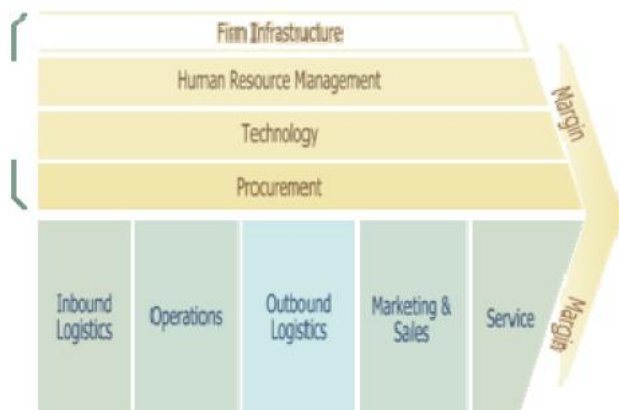 Firm Infrastructure
Human Resource Management
Technology
Procurement
Margin
Inbound
Logistics
Operations
Outbound
Logistics
Marketing &
Sales
Service
Margin